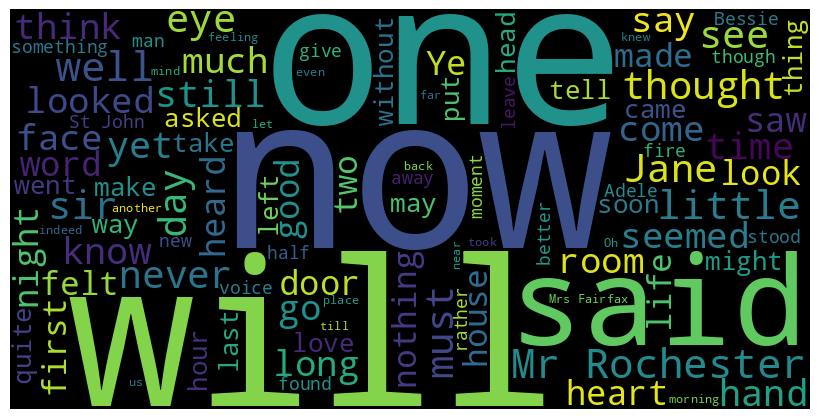 think
eye
one
say
Bessie
see
something
man
feeling
much
give
even
without
head
Ye
knew
though
thing
well
mind
made
looked
still
put
far
leave
tell
thought
St John
asked
let
came
saw
face
yet
take
now
come
time
fire
word
heard
left
good
two
back
away
moment
Jane
look
went
make
day
may
Adele
soon
little
sir
another
way
night
indeed
new
know
half
better
Oh
seemed
stood
near
took
felt
never
voice
door
room
might
will
said
life
quite
first
hour
last
go
place
till
nothing
must
rather
house
Mrs Fairfax
love
long
found
Mr Rochester
us
heart
morning
hand